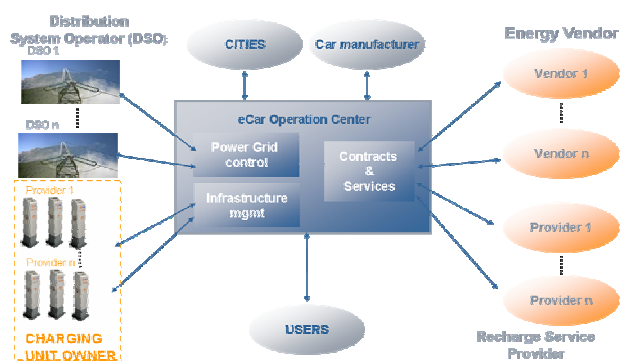 Distribution
System Operator (DSO)
DSO 1
DSO n
Provider 1
Provider n
CHARGING
UNIT OWNER
CITIES
Car manufacturer
eCar Operation Center
Power Grid
control
Infrastructure
mgmt
Contracts
&
Services
USERS
Energy Vendor
Vendor 1
Vendor n
Provider 1
Provider n
Recharge Service
Provider